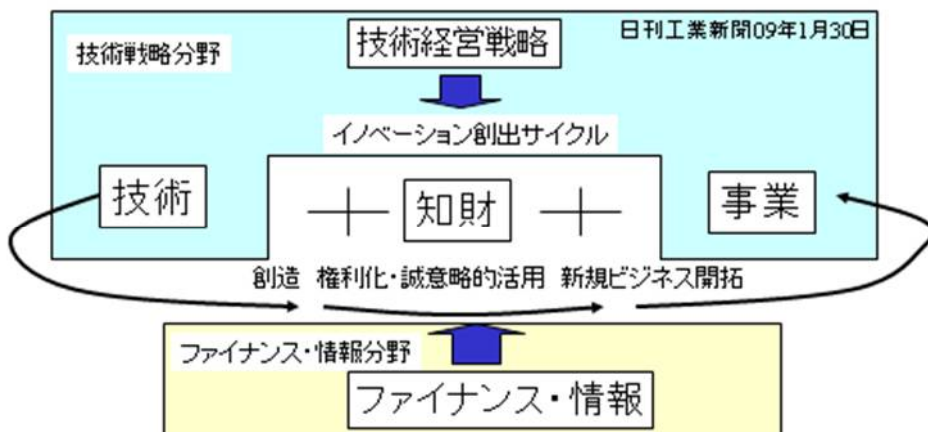 日刊工業新聞09年1月30日
技術戦略分野
技術経営戦略
イノベーション創出サイクル
技術
知財
事業
創造 権利化・誠意略的活用 新規ビジネス開拓
ファイナンス・情報分野
ファイナンス・情報